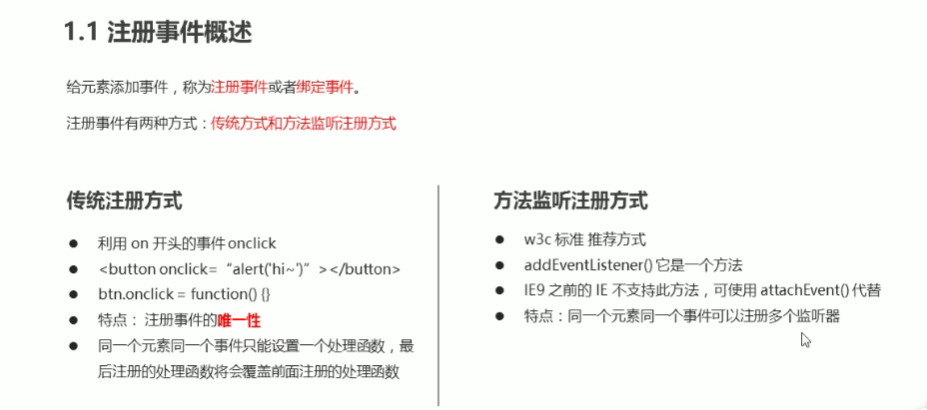 1.1 注册事件概述
给元素添加事件，称为注册事件或者绑定事件。
注册事件有两种方式：传统方式和方法监听注册方式
传统注册方式
● 利用 on 开头的事件 onclick
● <button onclick= “alert('hi~')“ ></button>
● btn.onclick = function() {}
● 特点： 注册事件的唯一性
● 同一个元素同一个事件只能设置一个处理函数，最
后注册的处理函数将会覆盖前面注册的处理函数
方法监听注册方式
● w3c 标准 推荐方式
● addEventListener() 它是一个方法
● IE9 之前的 IE 不支持此方法，可使用 attachEvent() 代替
● 特点：同一个元素同一个事件可以注册多个监听器